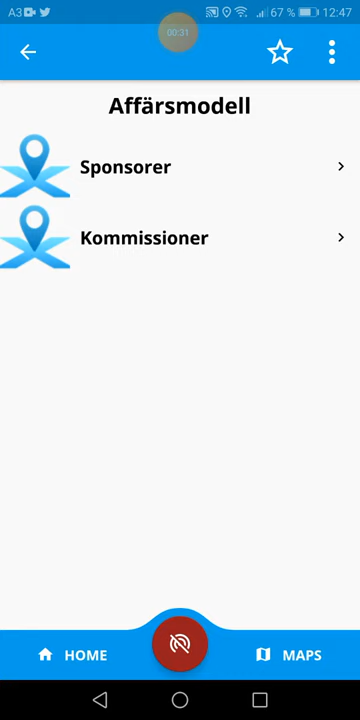 A3
67 % 12:47
00:31
Affärsmodell
Sponsorer
Kommissioner
HOME
MAPS